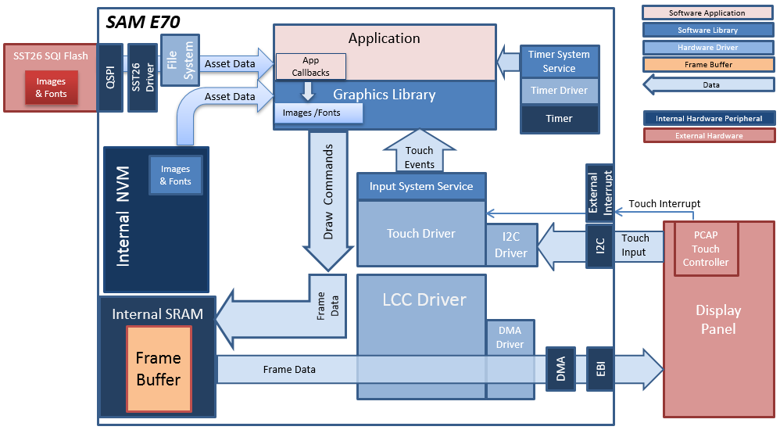 SAM E70
SST26 SQI Flash
Images
& Fonts
QSPI
SST26
Driver
File
System
Asset Data
Asset Data
Application
App
Callbacks
Graphics Library
Images /Fonts
Timer System
Service
Timer Driver
Timer
Software Application
Software Library
Hardware Driver
Frame Buffer
Data
Internal Hardware Peripheral
External Hardware
Internal NVM
Images
& Fonts
Draw Commands
Touch
Events
Input System Service
Touch Driver
I2C
Driver
External
Interrupt
I2C
Touch Interrupt
Touch
Input
PCAP
Touch
Controller
Display
Panel
Internal SRAM
Frame
Buffer
Frame
Data
LCC Driver
DMA
Driver
Frame Data
DMA
EBI